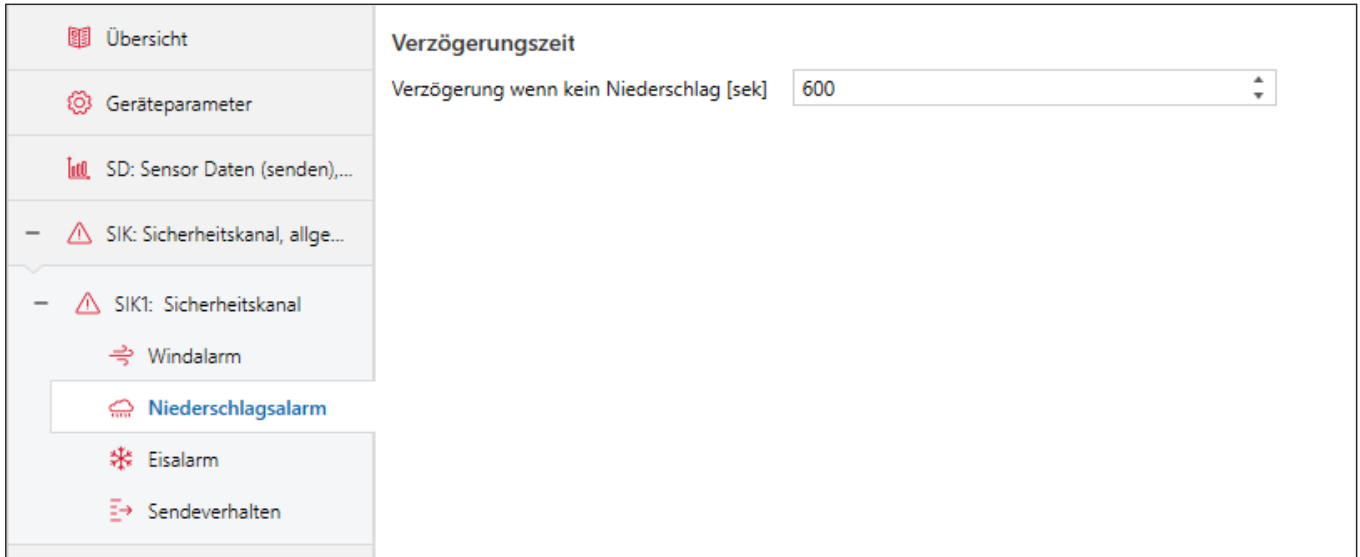 Übersicht
Geräteparameter
SD: Sensor Daten (senden),...
SIK: Sicherheitskanal, allge...
SIK1: Sicherheitskanal
Windalarm
Niederschlagsalarm
Eisalarm
Sendeverhalten
Verzögerungszeit
Verzögerung wenn kein Niederschlag [sek] 600